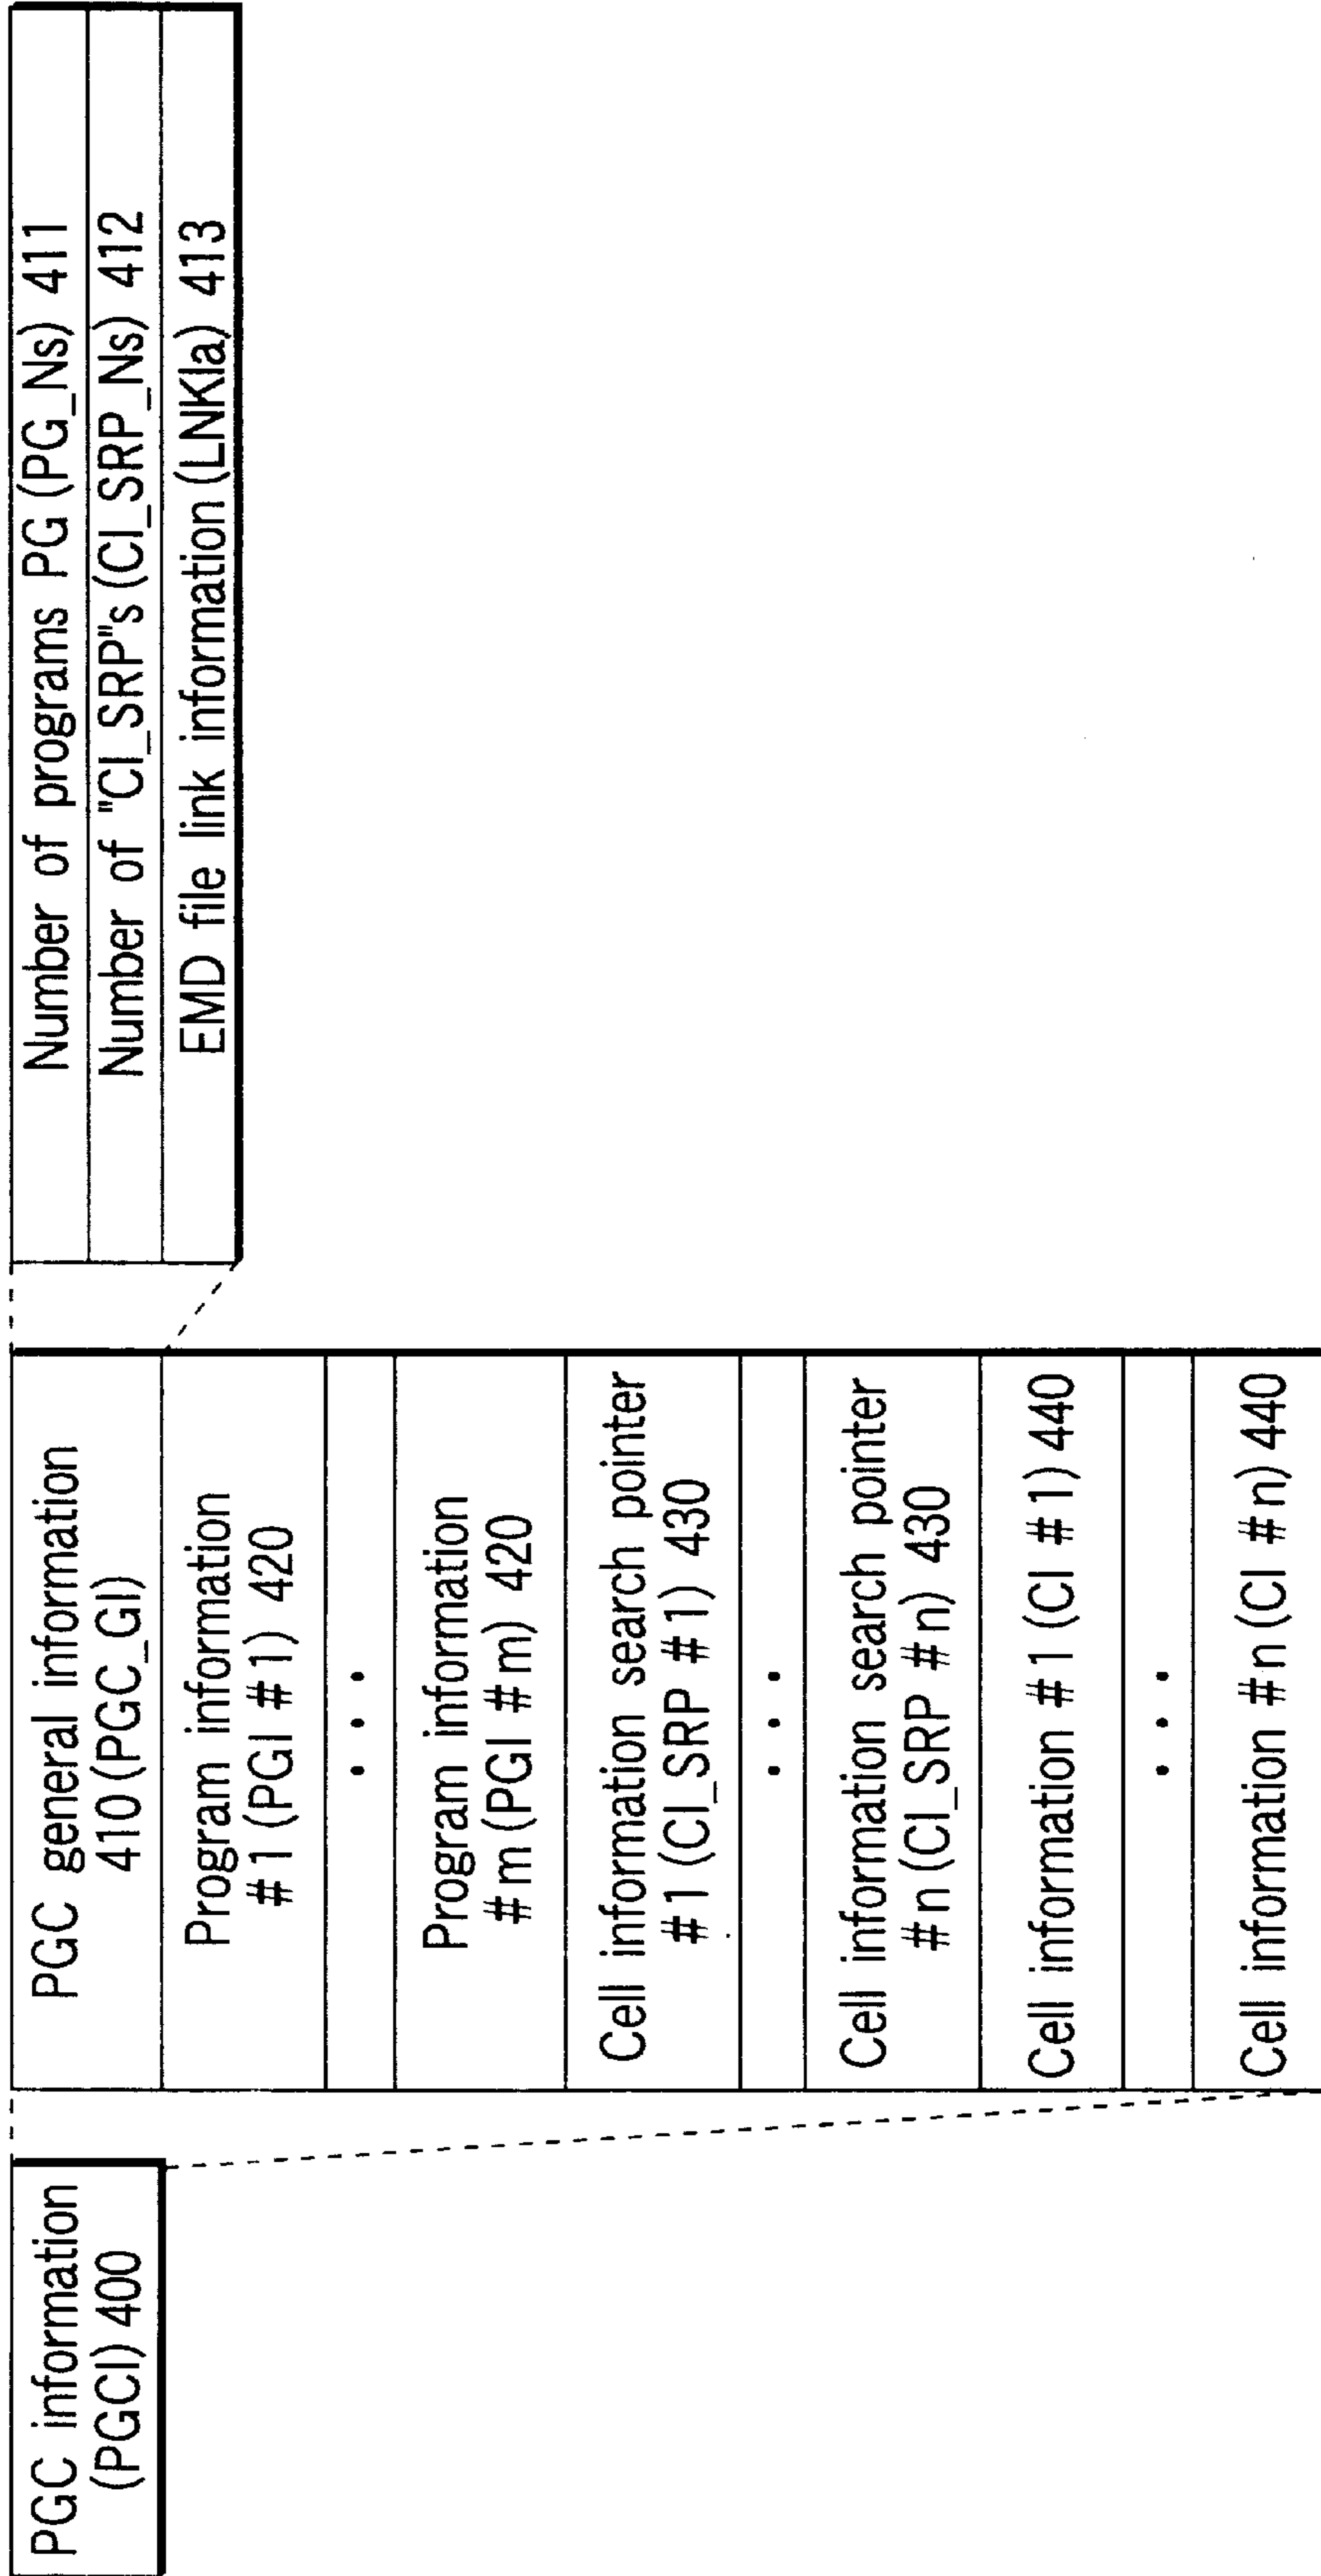 PGC information
(PGCI) 400
PGC general information
410 (PGC_GI)
Program information
#1 (PGI #1) 420
• • •
Program information
#m (PGI #m) 420
Cell information search pointer
#1 (CI_SRP #1) 430
• • •
Cell information search pointer
#n (CI_SRP #n) 430
Cell information #1 (CI #1) 440
• • •
Cell information #n (CI #n) 440
Number of programs PG (PG_Ns) 411
Number of "CI_SRP"s (CI_SRP_Ns) 412
EMD file link information (LNKIa) 413